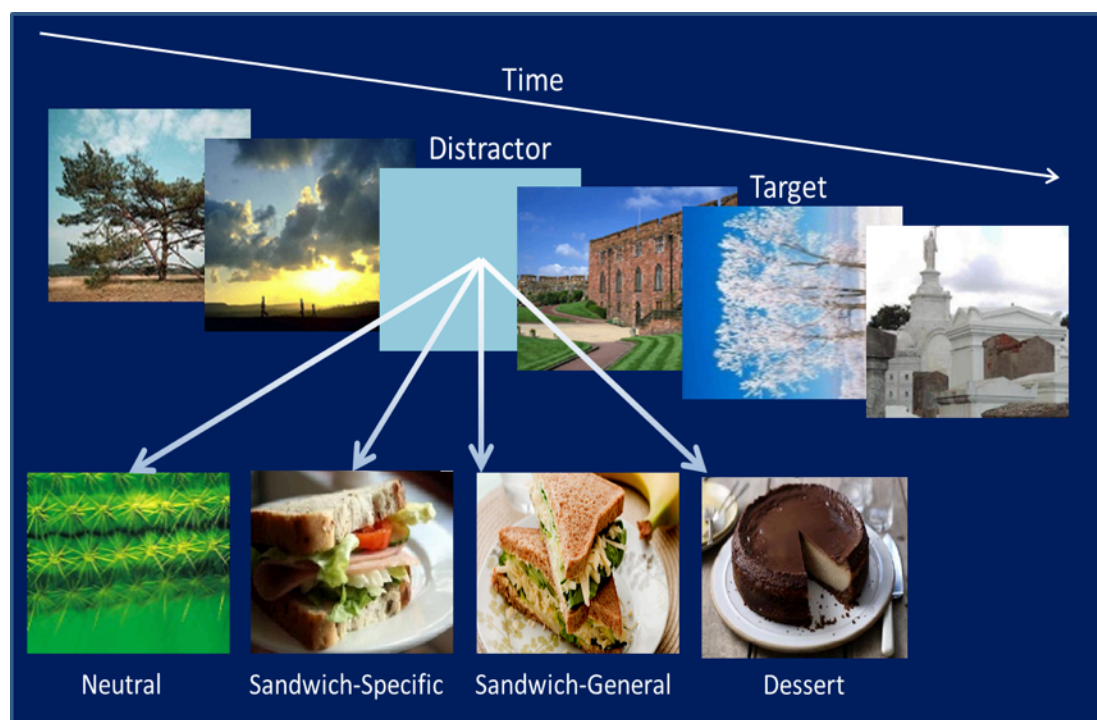 Time
Distractor
Target
Neutral
Sandwich-Specific
Sandwich-General
Dessert